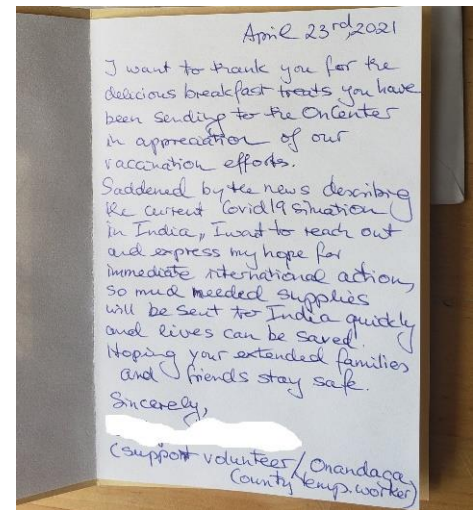 April 23rd, 2021
I want to thank you for the
delicious breakfast treats you have
been sending to the OnCenter
in appreciation of our
vaccination efforts.
Saddened by the news describing
the current Covid19 situation
in India, I want to reach out
and express my hope for
immediate international action,
so much needed supplies
will be sent to India quickly
and lives can be saved!
Hoping your extended families
and friends stay safe.
Sincerely,
(support volunteer/Onandaga
County temp. worker)